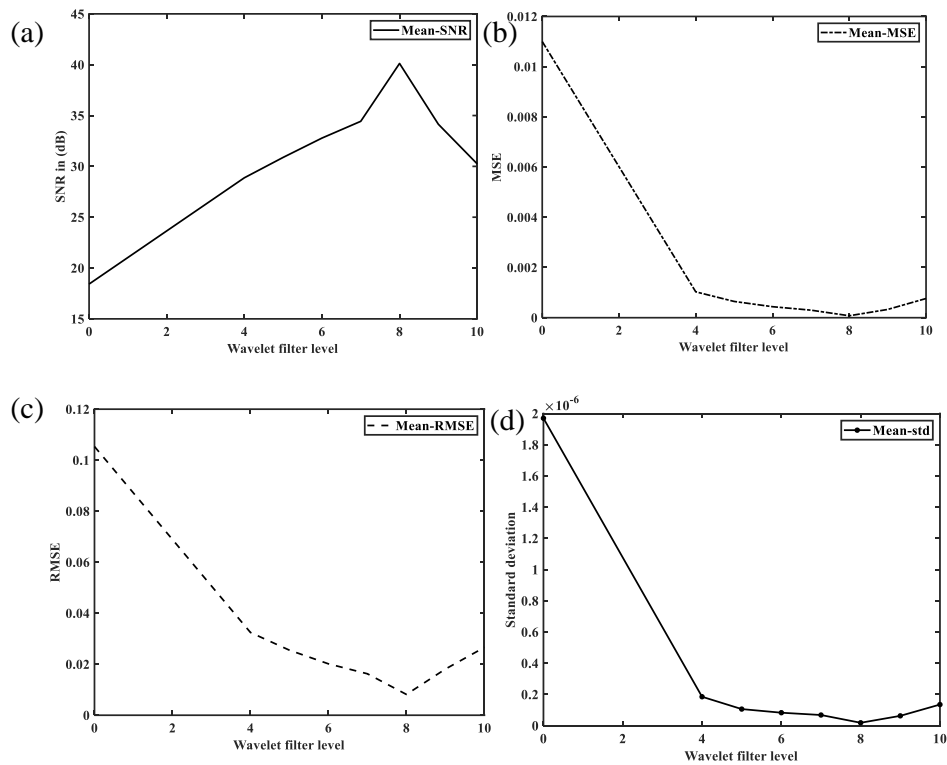 (a)
Mean-SNR
45
40
35
30
25
20
15
SNR in (dB)
0 2 4 6 8 10
Wavelet filter level
(b)
Mean-MSE
0.012
0.01
0.008
0.006
0.004
0.002
0
MSE
0 2 4 6 8 10
Wavelet filter level
(c)
Mean-RMSE
0.12
0.1
0.08
0.06
0.04
0.02
0
RMSE
0 2 4 6 8 10
Wavelet filter level
(d)
×10⁻⁶
Mean-std
2
1.8
1.6
1.4
1.2
1
0.8
0.6
0.4
0.2
0
Standard deviation
0 2 4 6 8 10
Wavelet filter level